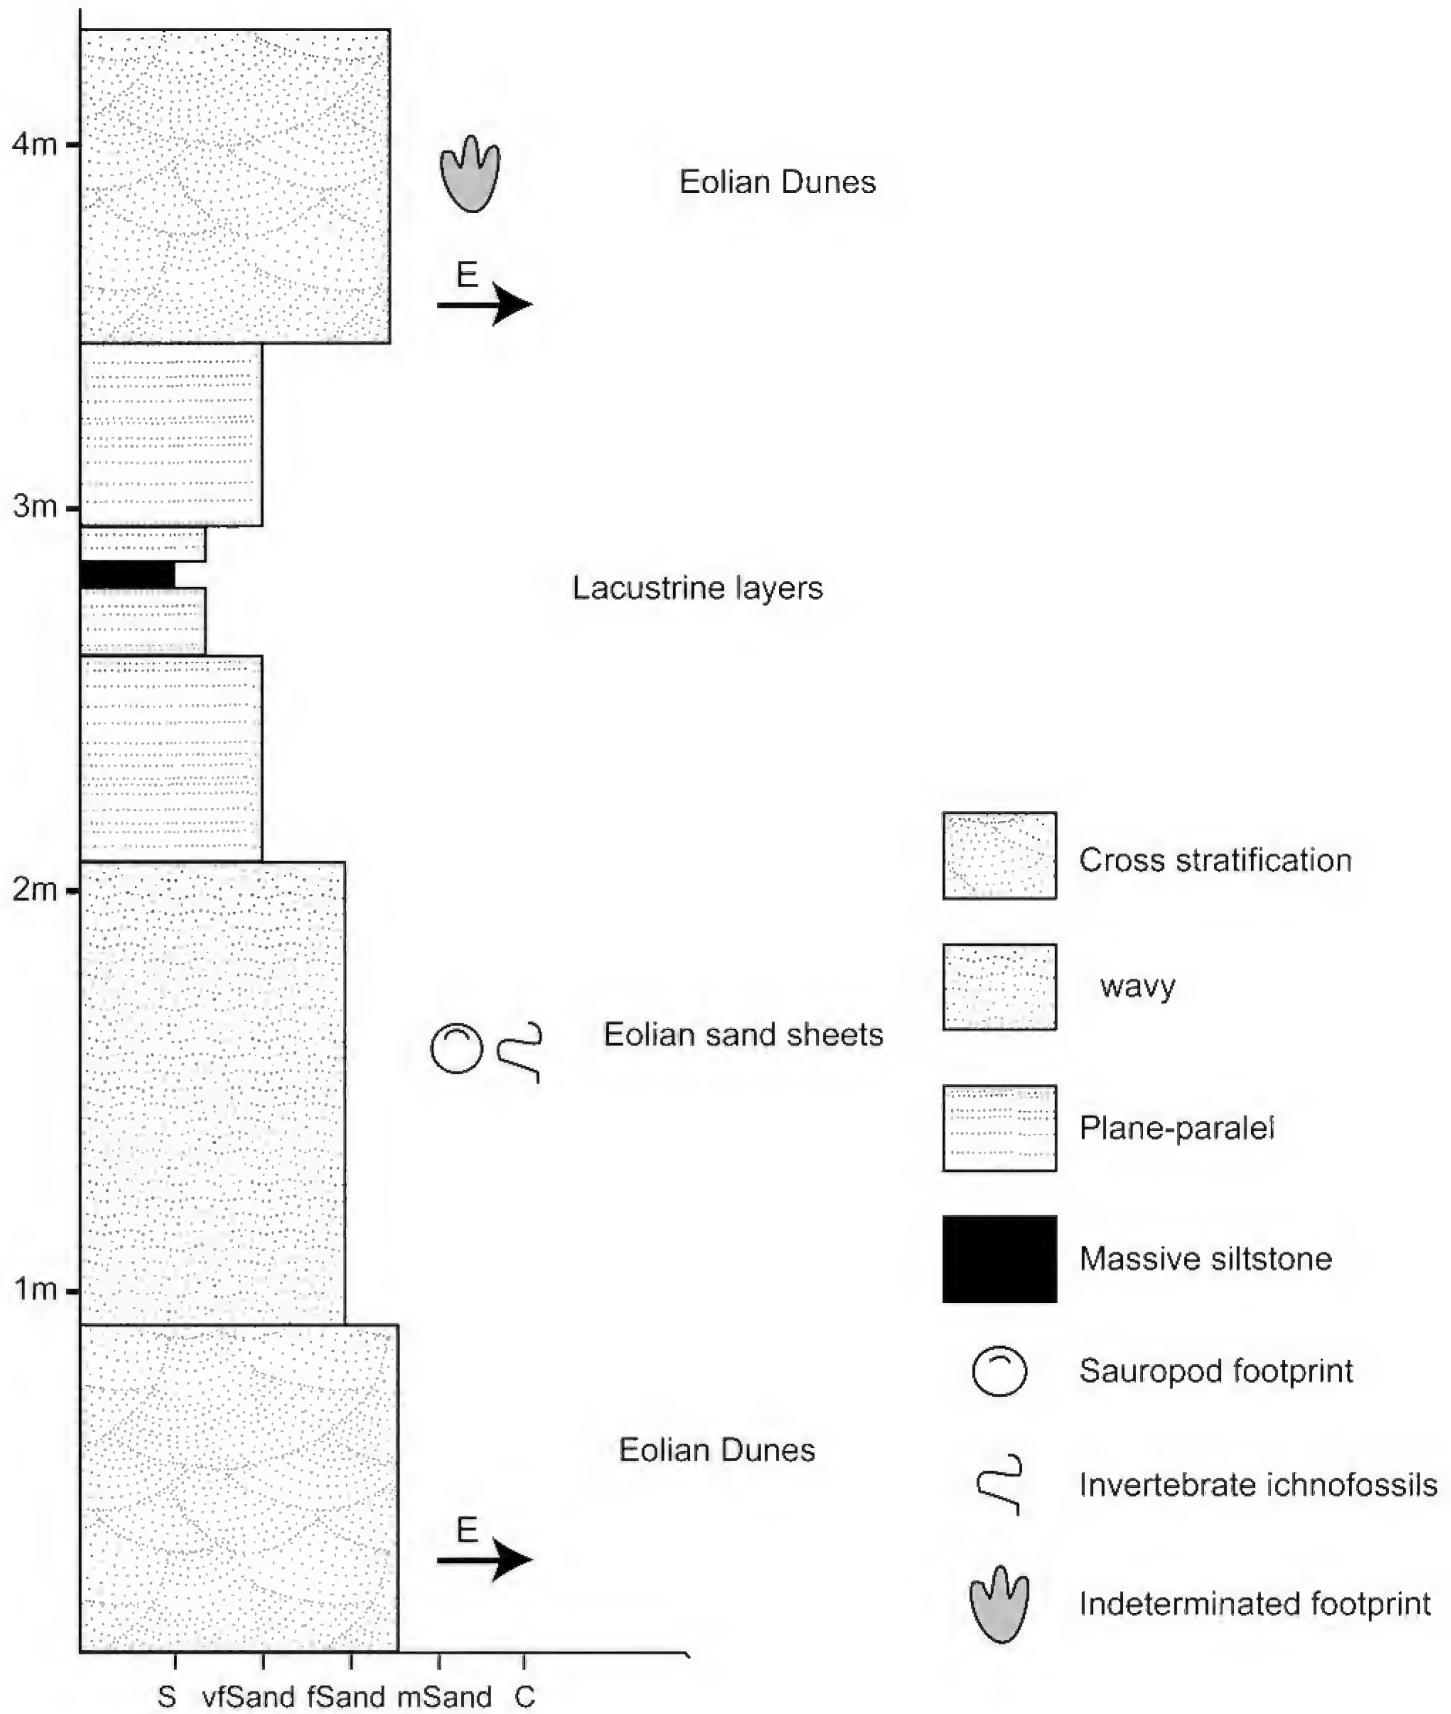 4m
Eolian Dunes
E
3m
Lacustrine layers
2m
Eolian sand sheets
1m
Eolian Dunes
E
S vfSand fSand mSand C
Cross stratification
wavy
Plane-paralel
Massive siltstone
Sauropod footprint
Invertebrate ichnofossils
Indeterminated footprint